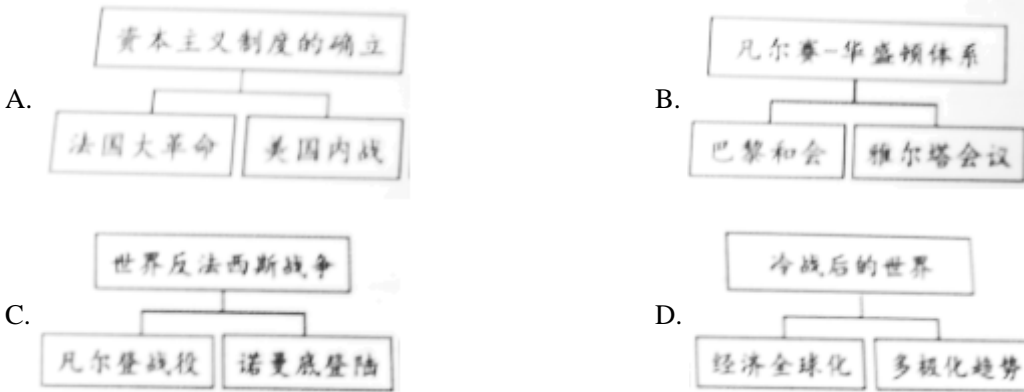 资本主义制度的确立
A.
法国大革命 美国内战
凡尔赛-华盛顿体系
B.
巴黎和会 雅尔塔会议
世界反法西斯战争
C.
凡尔登战役 诺曼底登陆
冷战后的世界
D.
经济全球化 多极化趋势